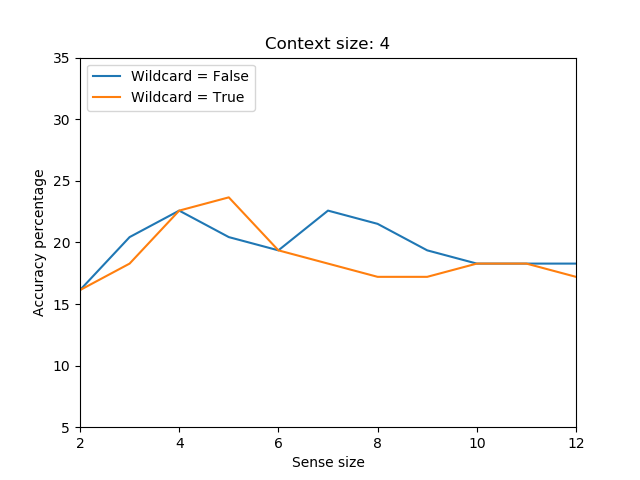 Context size: 4
Wildcard = False
Wildcard = True
35
30
25
20
15
10
5
Accuracy percentage
2 4 6 8 10 12
Sense size